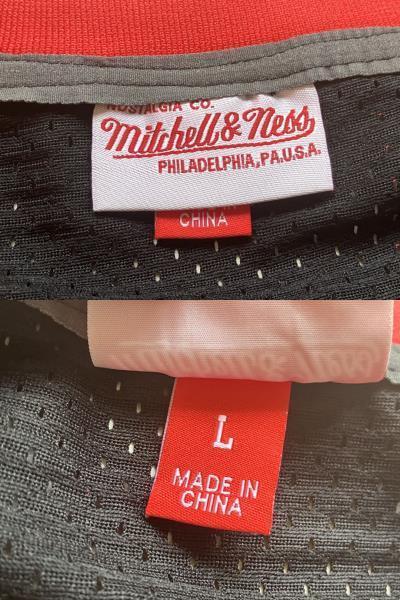 NOSTALGIA CO.
Mitchell & Ness
PHILADELPHIA, PA.U.S.A.
CHINA
L
MADE IN
CHINA